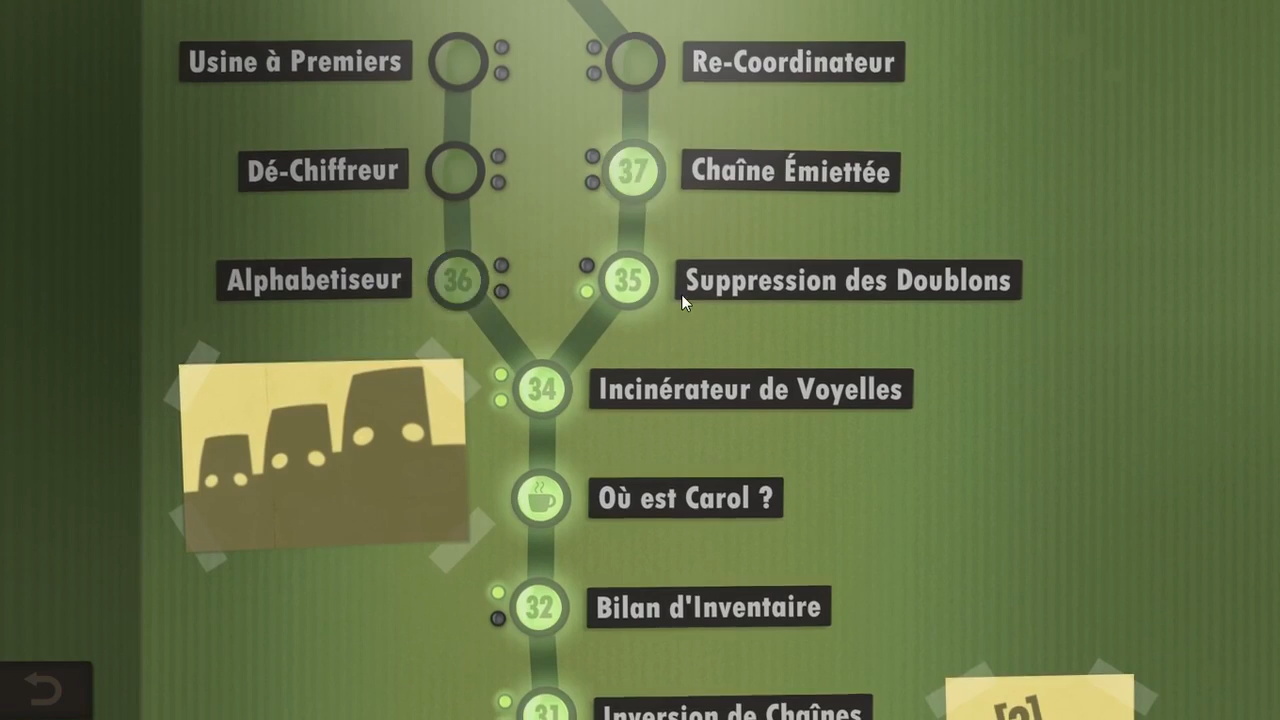 Usine à Premiers
Re-Coordinateur
Dé-Chiffreur
37
Chaîne Émiettée
Alphabetiseur
36
35
Suppression des Doublons
34
Incinérateur de Voyelles
Où est Carol ?
32
Bilan d'Inventaire
31
Inversion de Chaînes
[?]